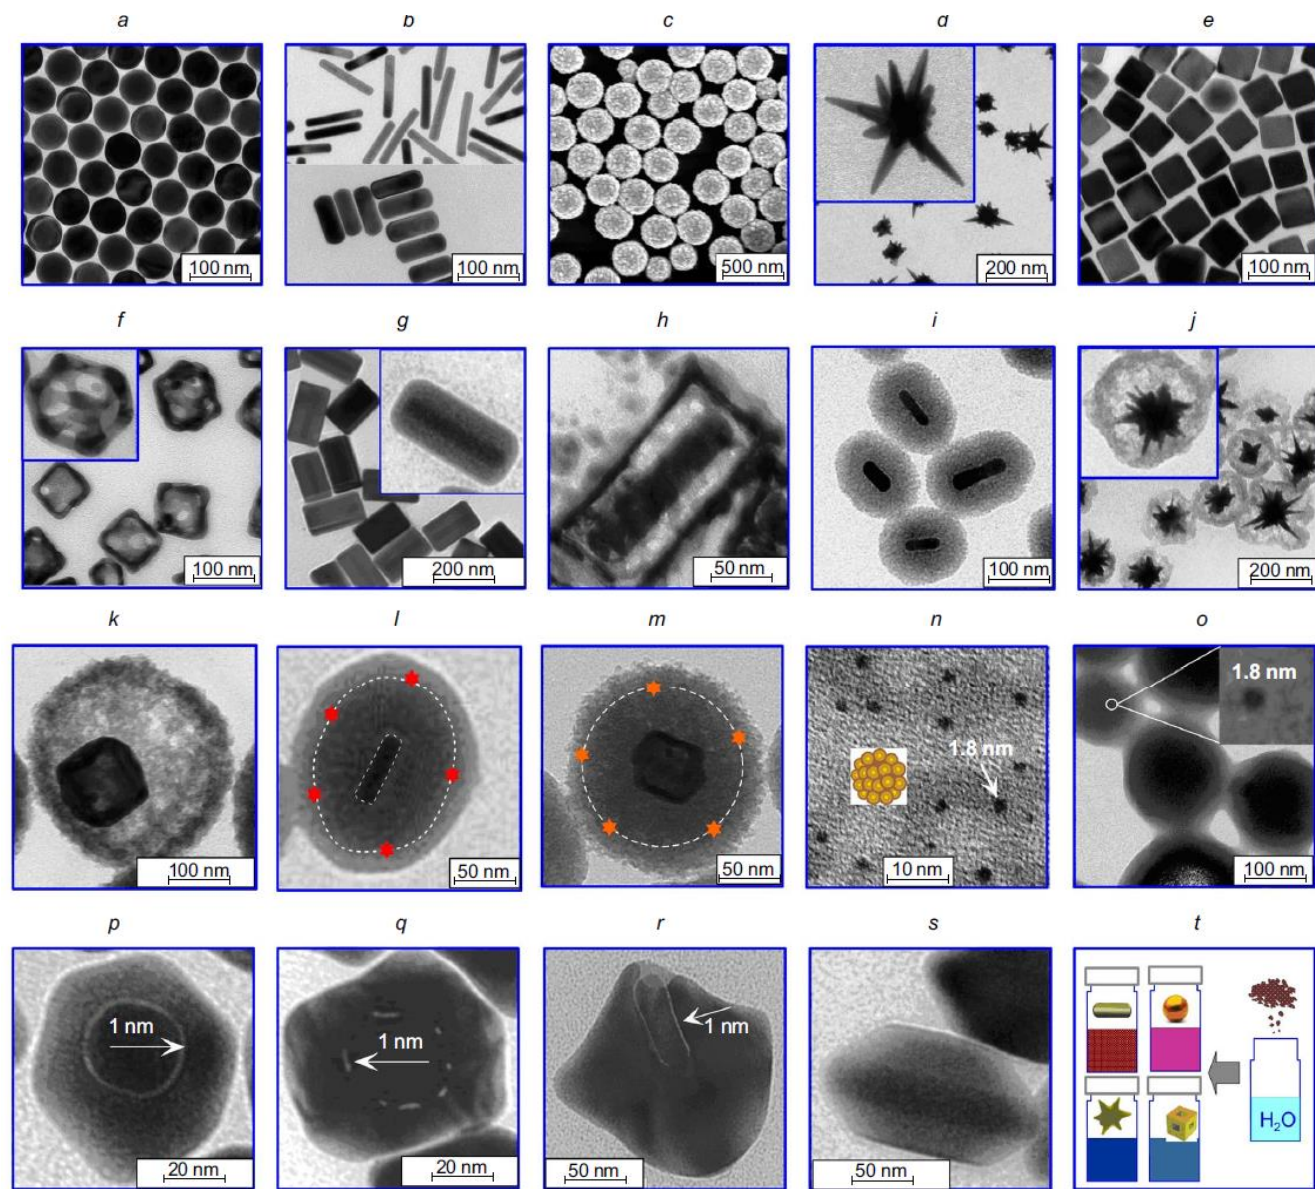 a b c d e
100 nm 100 nm 500 nm 200 nm 100 nm
f g h i j
100 nm 200 nm 50 nm 100 nm 200 nm
k l m n o
1.8 nm
1.8 nm
100 nm 50 nm 50 nm 10 nm 100 nm
p q r s t
1 nm 1 nm 1 nm
H₂O
20 nm 20 nm 50 nm 50 nm